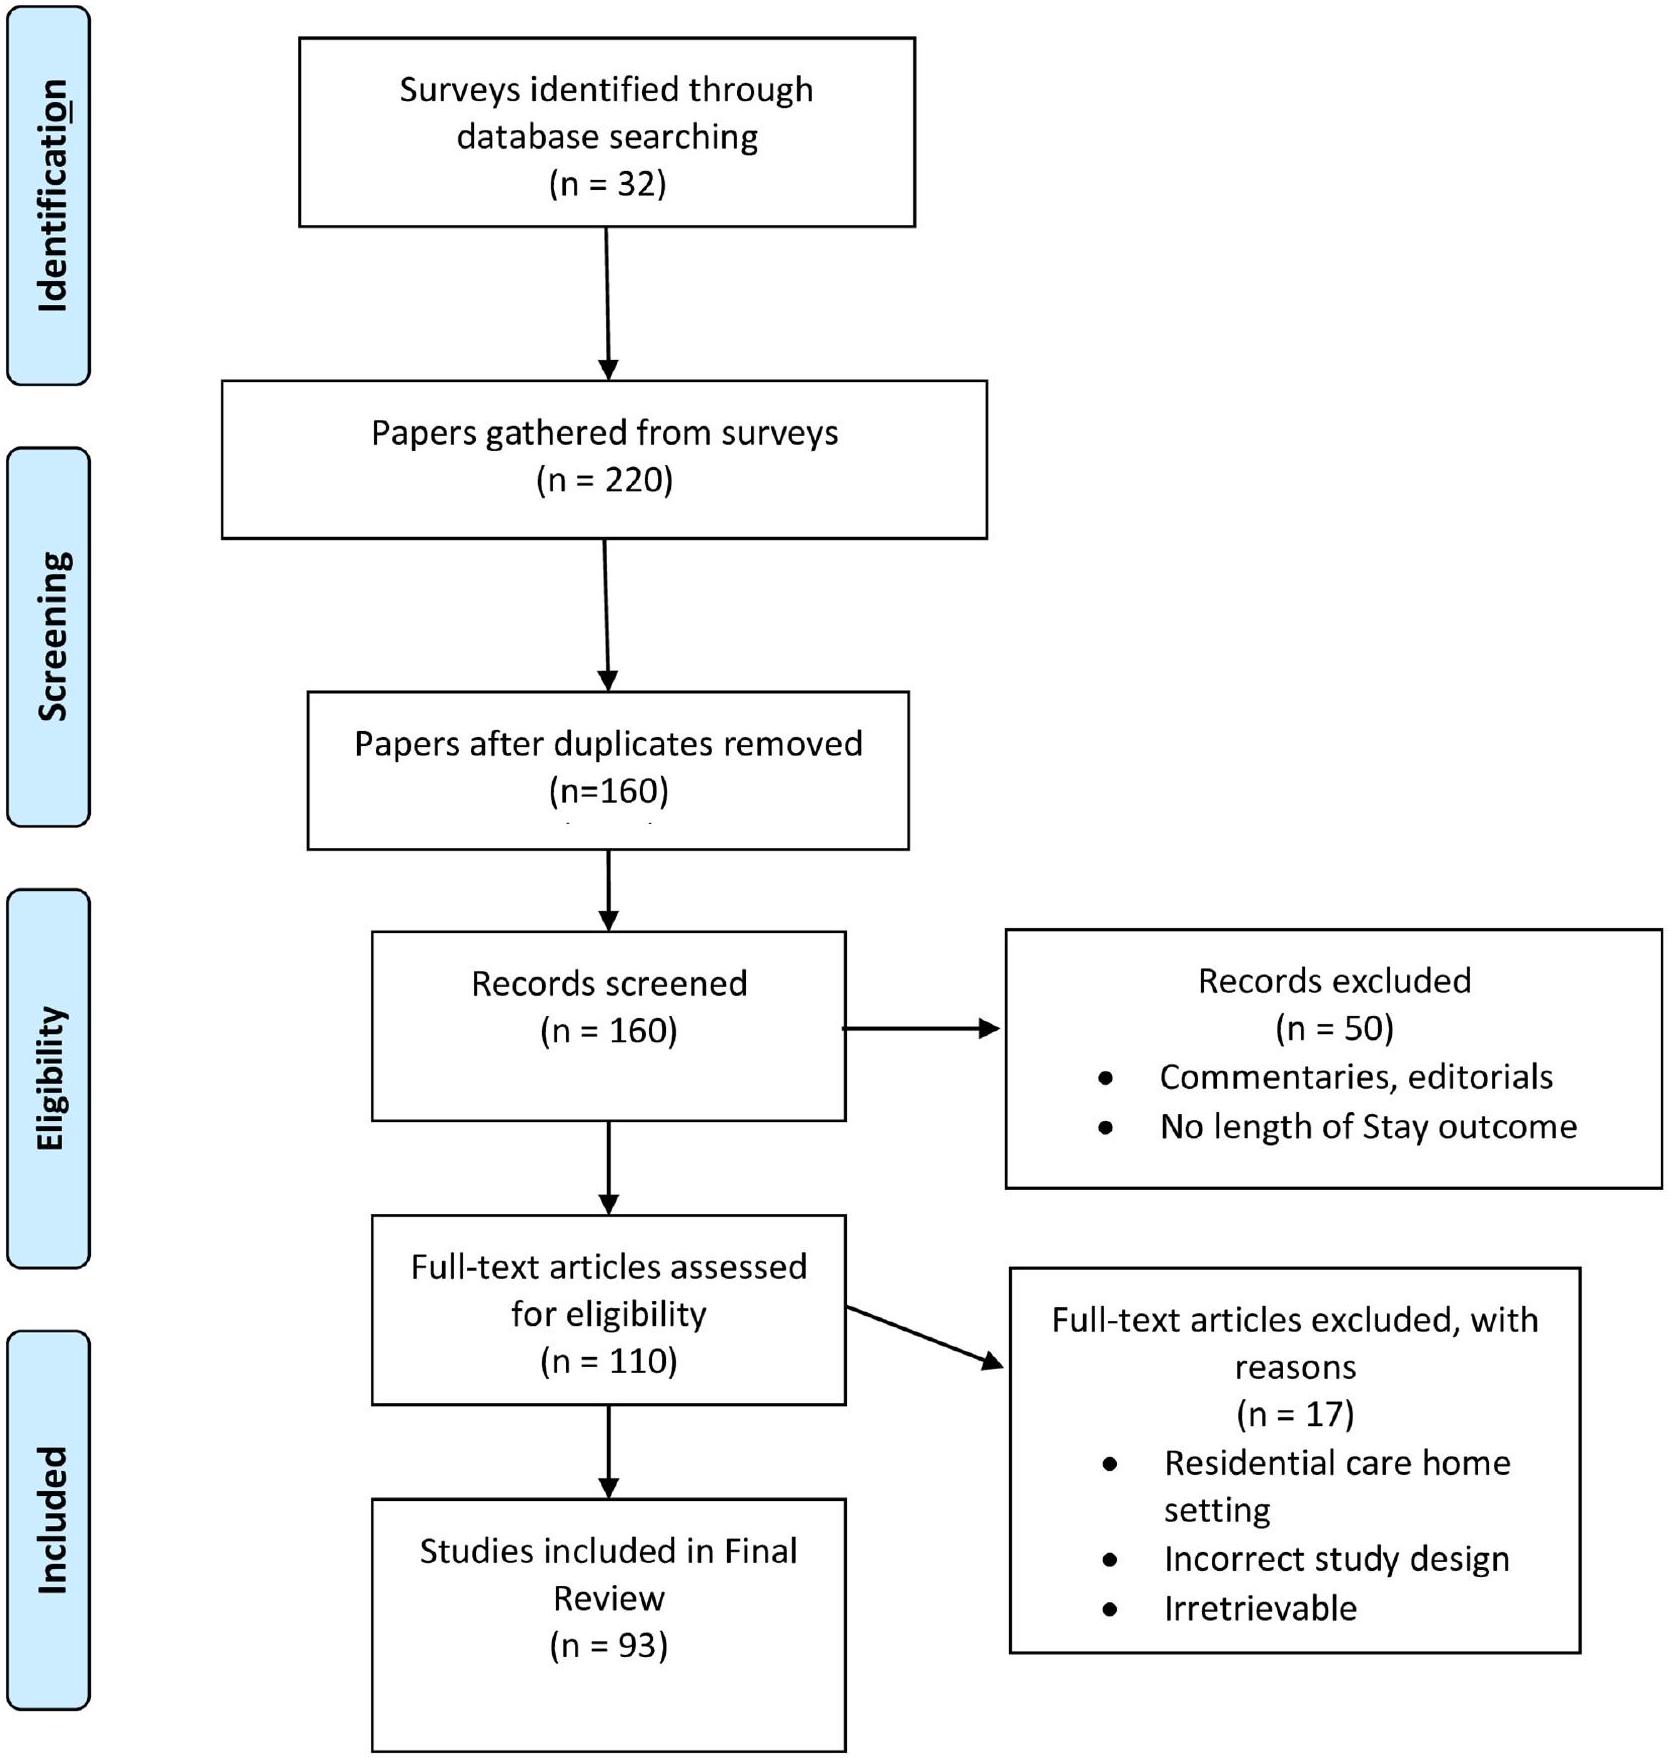 Identification
Surveys identified through
database searching
(n = 32)
Papers gathered from surveys
(n = 220)
Screening
Papers after duplicates removed
(n=160)
Eligibility
Records screened
(n = 160)
Records excluded
(n = 50)
• Commentaries, editorials
• No length of Stay outcome
Full-text articles assessed
for eligibility
(n = 110)
Full-text articles excluded, with
reasons
(n = 17)
• Residential care home
setting
• Incorrect study design
• Irretrievable
Included
Studies included in Final
Review
(n = 93)